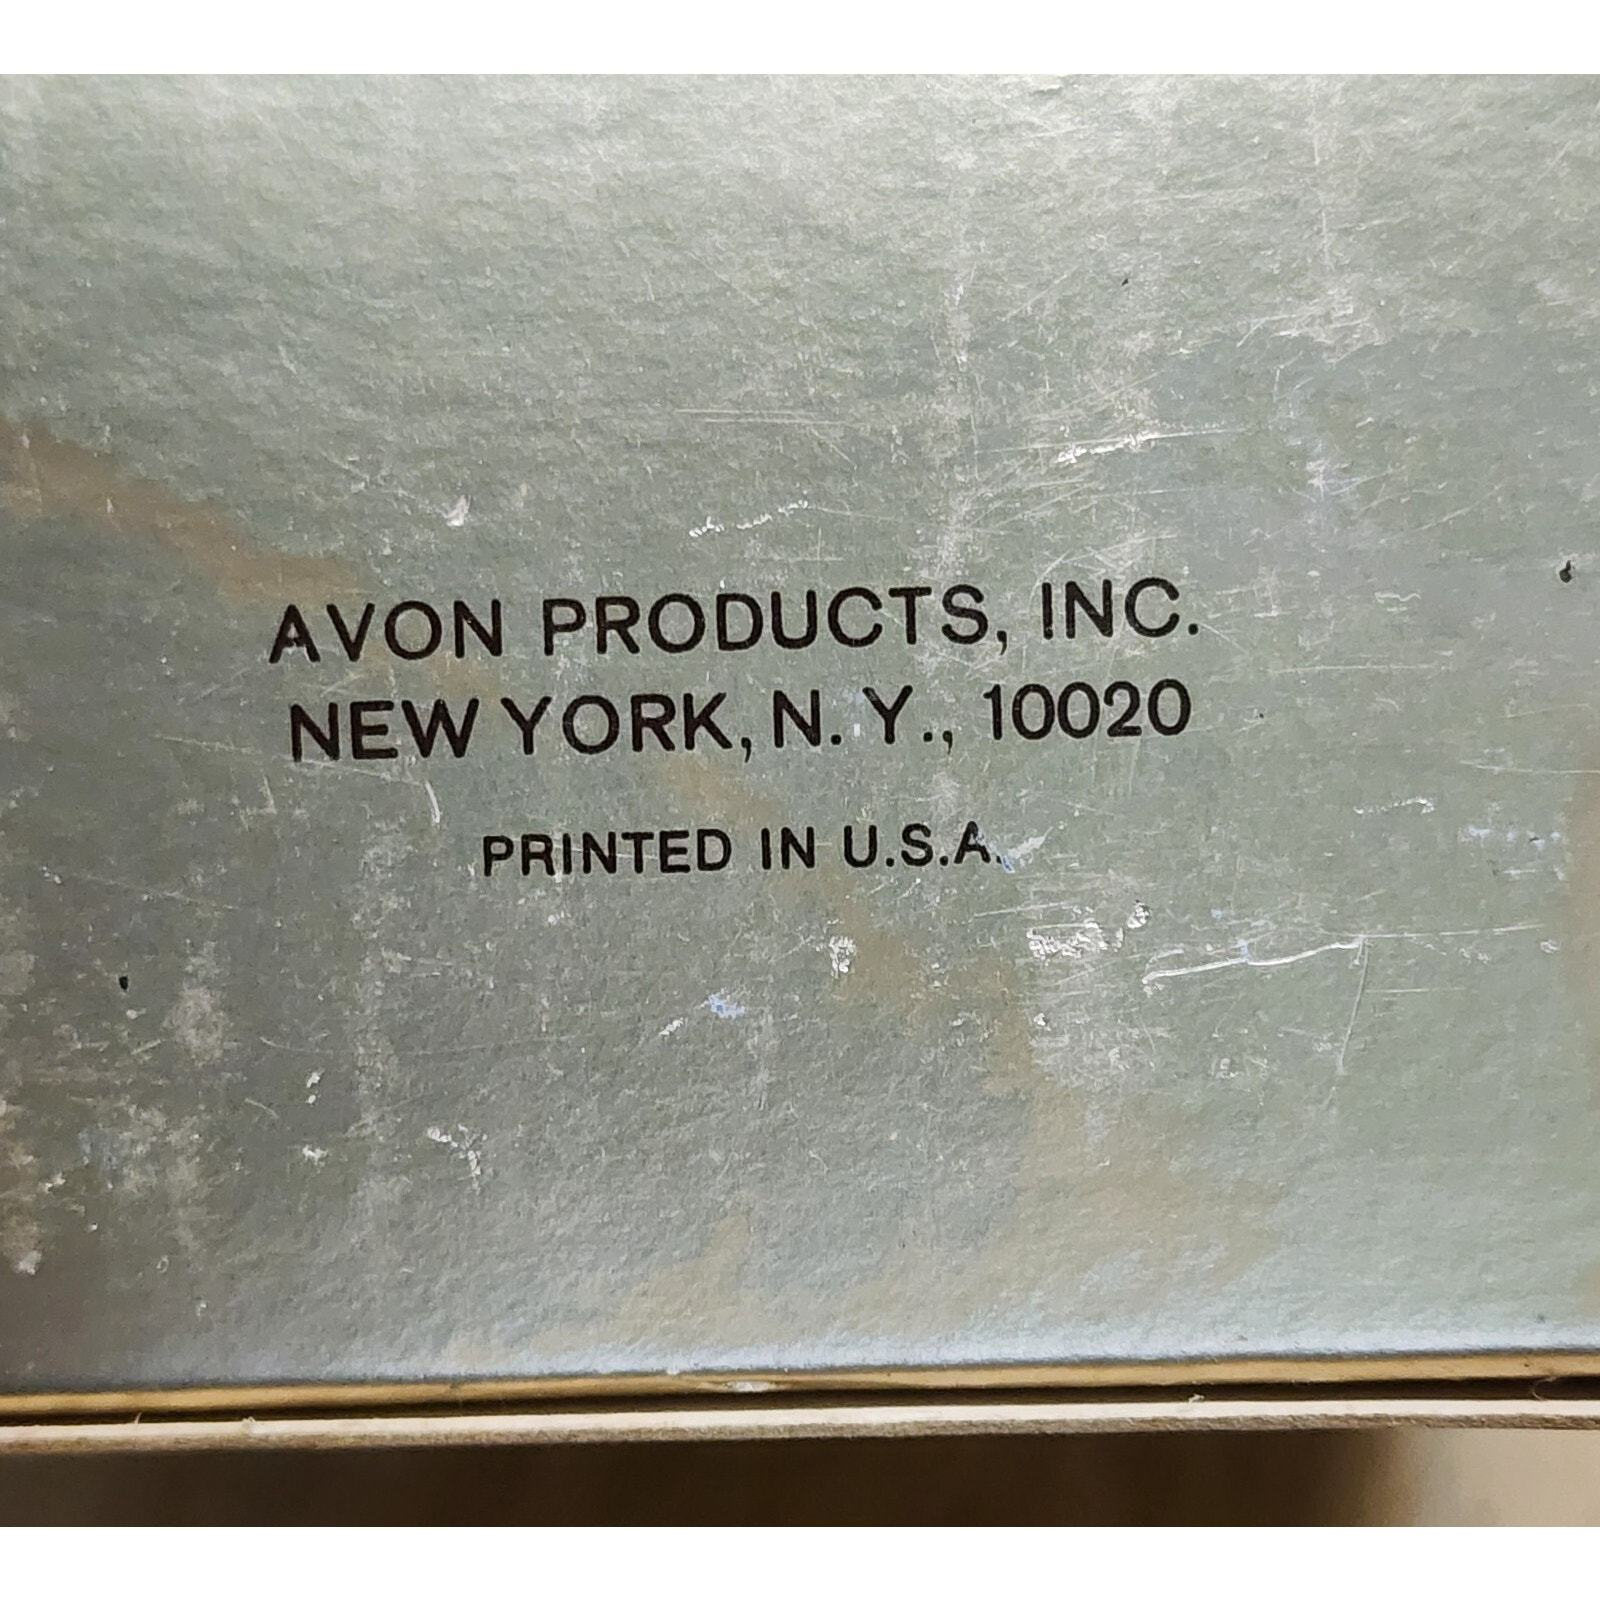 AVON PRODUCTS, INC.
NEW YORK, N. Y., 10020
PRINTED IN U.S.A.